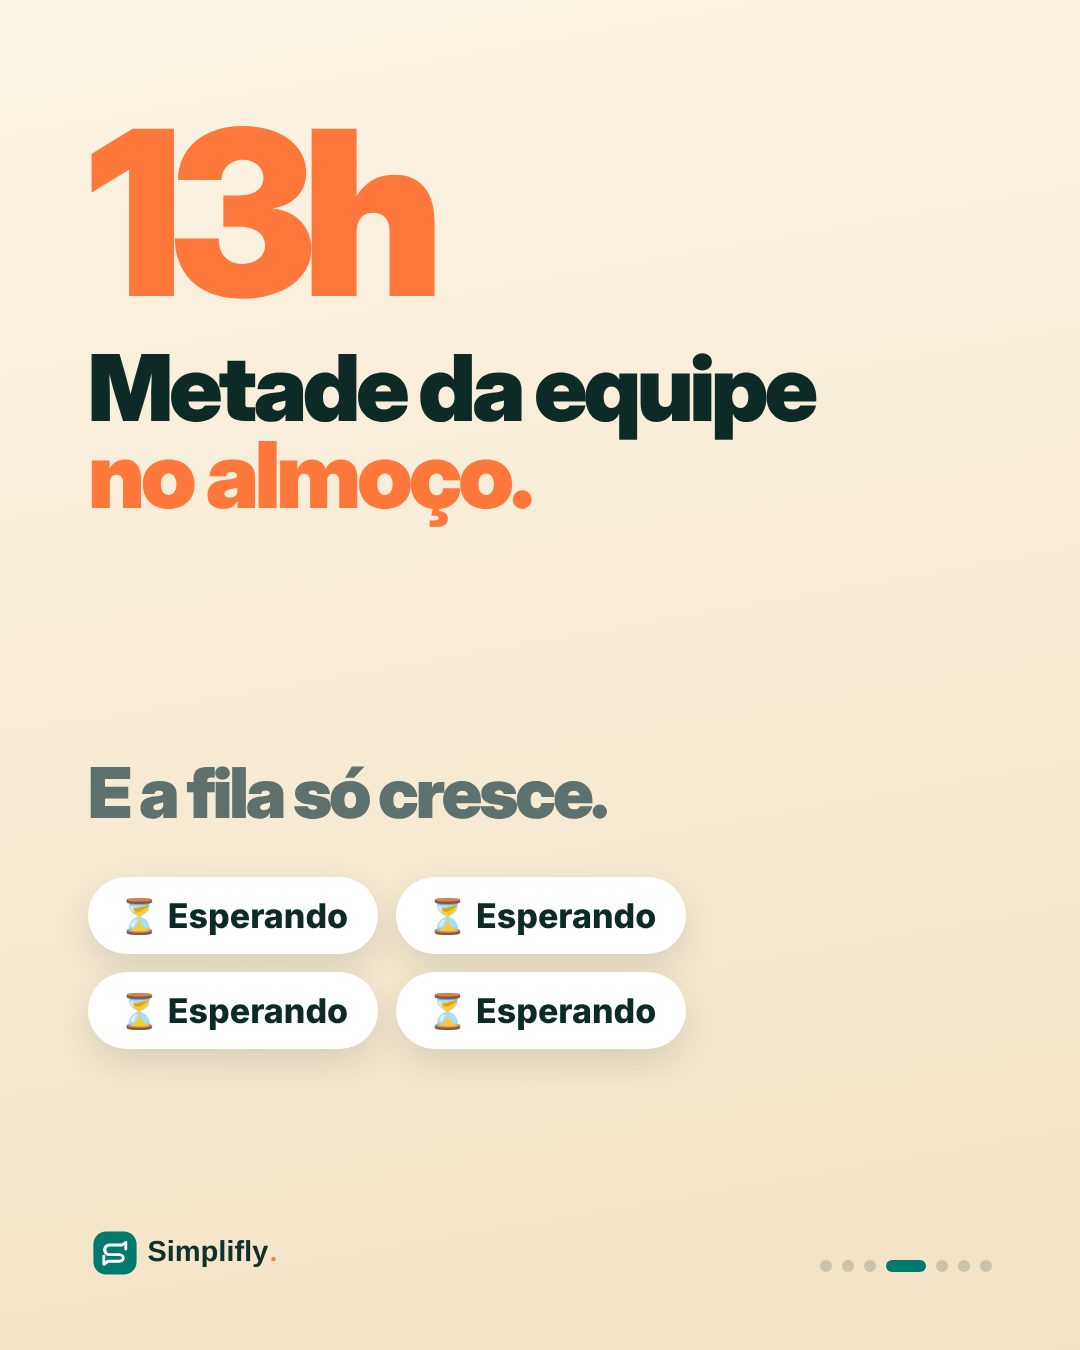 13h
Metade da equipe
no almoço.
E a fila só cresce.
⏳ Esperando ⏳ Esperando
⏳ Esperando ⏳ Esperando
Simplifly.